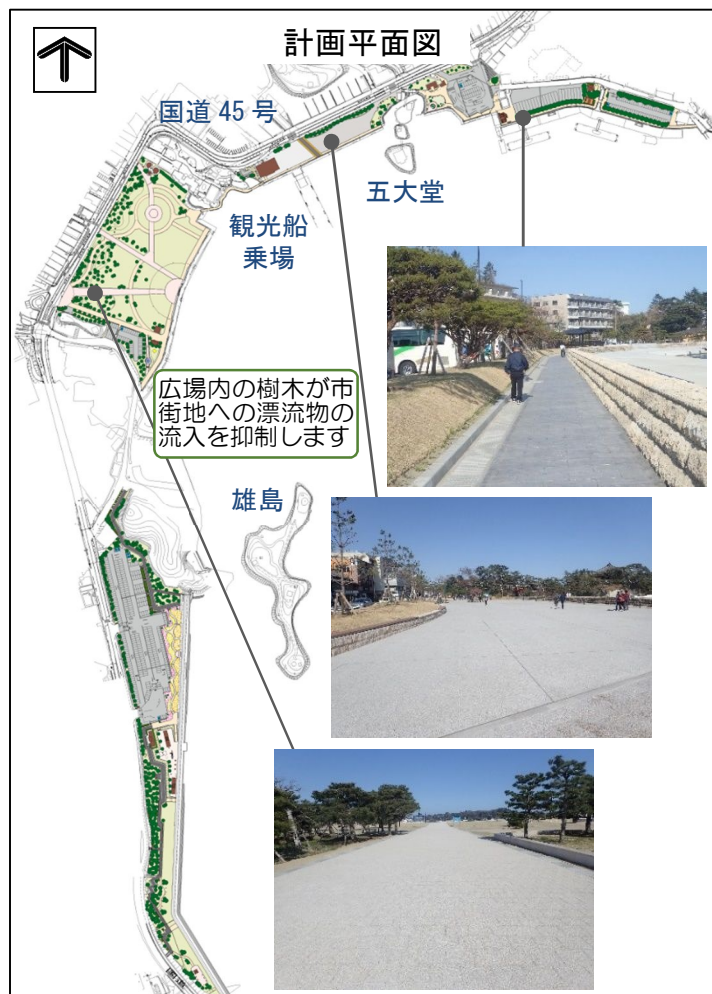 計画平面図
国道45号
五大堂
観光船
乗場
広場内の樹木が市
街地への漂流物の
流入を抑制します
雄島